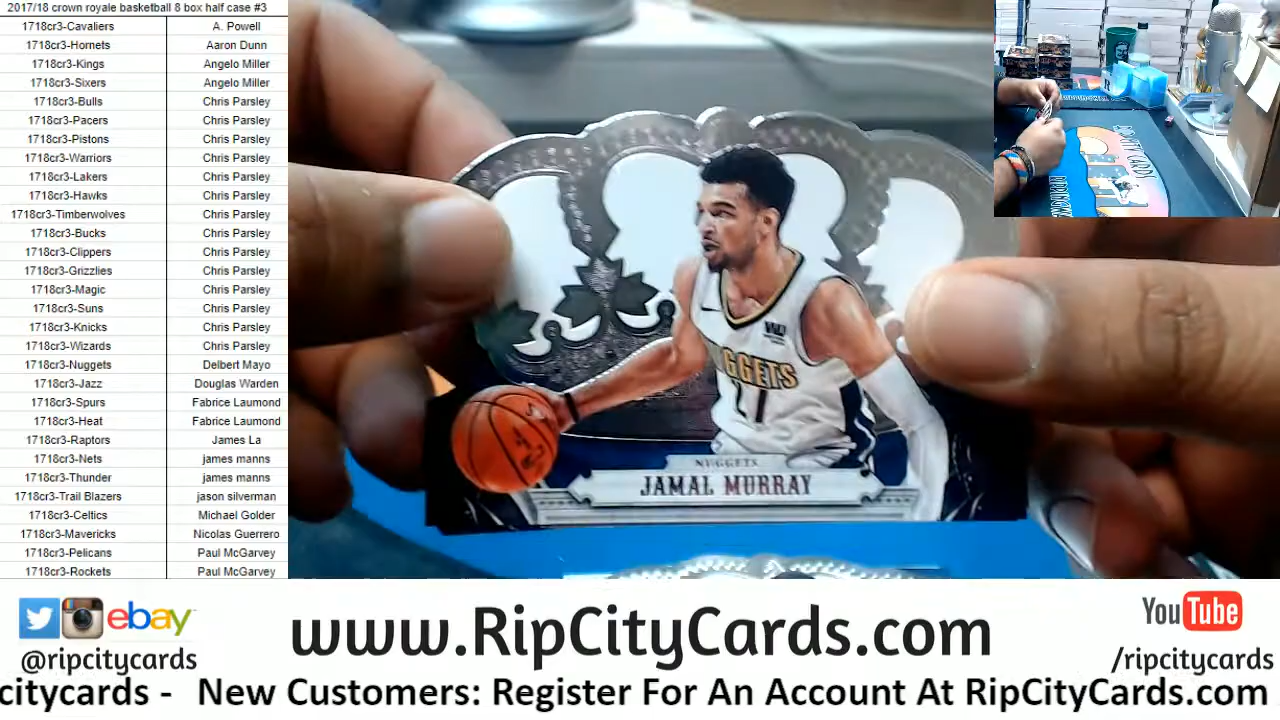 2017/18 crown royale basketball 8 box half case #3
1718cr3-Cavaliers A. Powell
1718cr3-Hornets Aaron Dunn
1718cr3-Kings Angelo Miller
1718cr3-Sixers Angelo Miller
1718cr3-Bulls Chris Parsley
1718cr3-Pacers Chris Parsley
1718cr3-Pistons Chris Parsley
1718cr3-Warriors Chris Parsley
1718cr3-Lakers Chris Parsley
1718cr3-Hawks Chris Parsley
1718cr3-Timberwolves Chris Parsley
1718cr3-Bucks Chris Parsley
1718cr3-Clippers Chris Parsley
1718cr3-Grizzlies Chris Parsley
1718cr3-Magic Chris Parsley
1718cr3-Suns Chris Parsley
1718cr3-Knicks Chris Parsley
1718cr3-Wizards Chris Parsley
1718cr3-Nuggets Delbert Mayo
1718cr3-Jazz Douglas Warden
1718cr3-Spurs Fabrice Laumond
1718cr3-Heat Fabrice Laumond
1718cr3-Raptors James La
1718cr3-Nets james manns
1718cr3-Thunder james manns
1718cr3-Trail Blazers jason silverman
1718cr3-Celtics Michael Golder
1718cr3-Mavericks Nicolas Guerrero
1718cr3-Pelicans Paul McGarvey
1718cr3-Rockets Paul McGarvey
NUGGETS
NUGGETS
JAMAL MURRAY
RIP CITY CARDS
ebay
@ripcitycards
www.RipCityCards.com
YouTube
/ripcitycards
citycards - New Customers: Register For An Account At RipCityCards.com